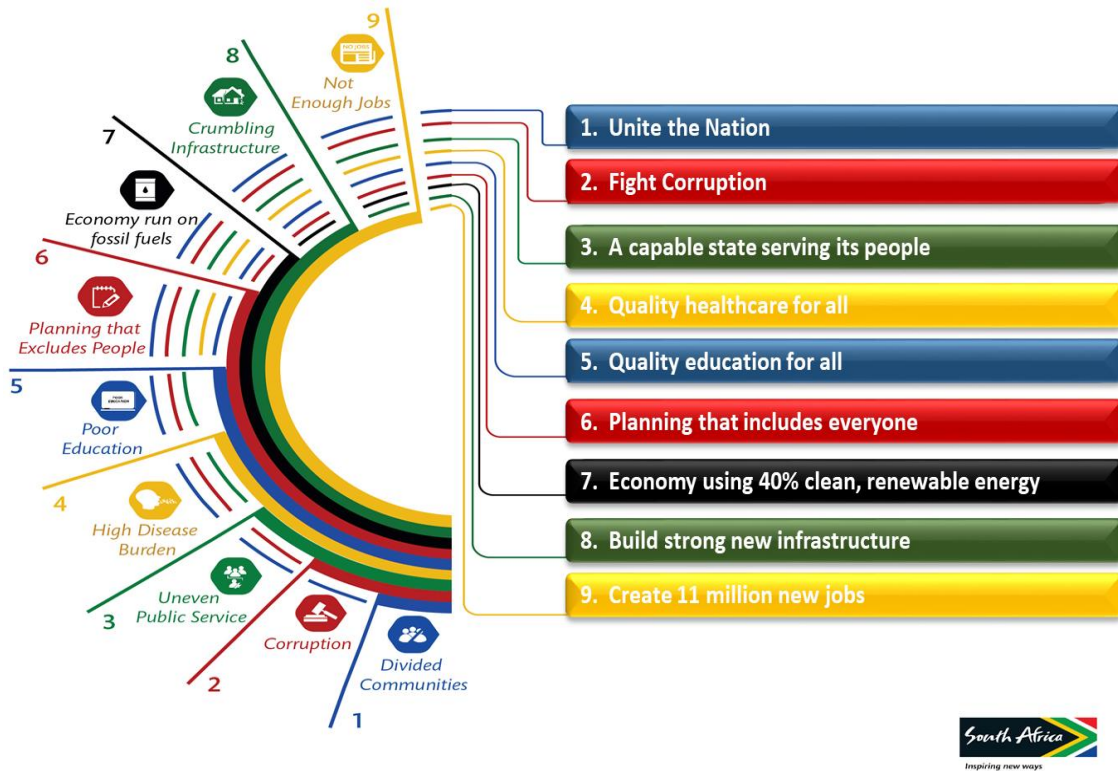 9
NO JOBS
Not
Enough Jobs
8
Crumbling
Infrastructure
7
Economy run on
fossil fuels
6
Planning that
Excludes People
5
POOR
EDUCATION
Poor
Education
4
High Disease
Burden
3
Uneven
Public Service
2
Corruption
1
Divided
Communities
1. Unite the Nation
2. Fight Corruption
3. A capable state serving its people
4. Quality healthcare for all
5. Quality education for all
6. Planning that includes everyone
7. Economy using 40% clean, renewable energy
8. Build strong new infrastructure
9. Create 11 million new jobs
South Africa
Inspiring new ways